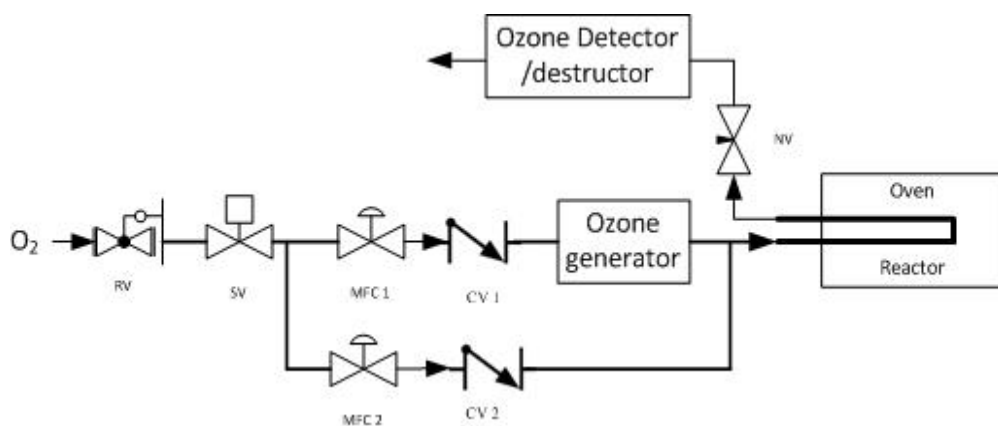 Ozone Detector
/destructor
NV
Oven
Reactor
O2
RV
SV
MFC 1
CV 1
Ozone
generator
MFC 2
CV 2